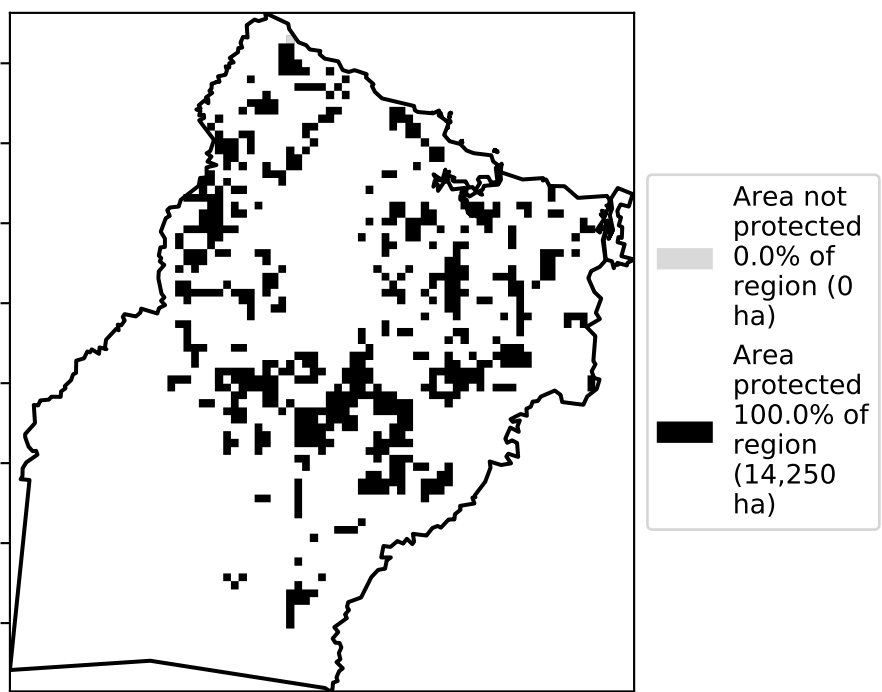 Area not
protected
0.0% of
region (0
ha)
Area
protected
100.0% of
region
(14,250
ha)